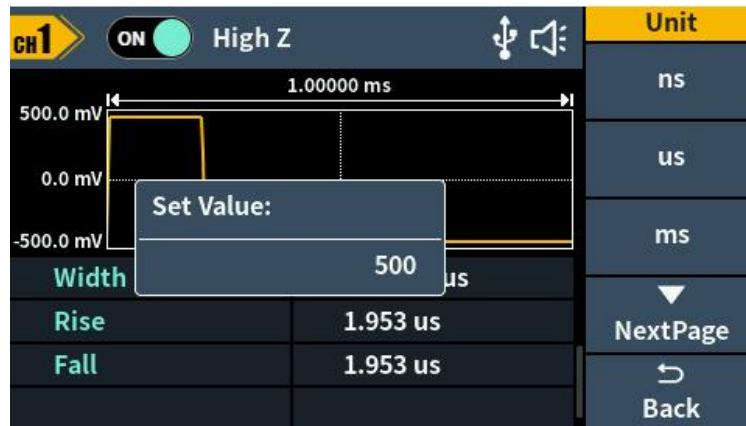 CH1 ON High Z
Unit
1.00000 ms
500.0 mV
0.0 mV
-500.0 mV
Set Value:
500
Width us
Rise 1.953 us
Fall 1.953 us
ns
us
ms
NextPage
Back